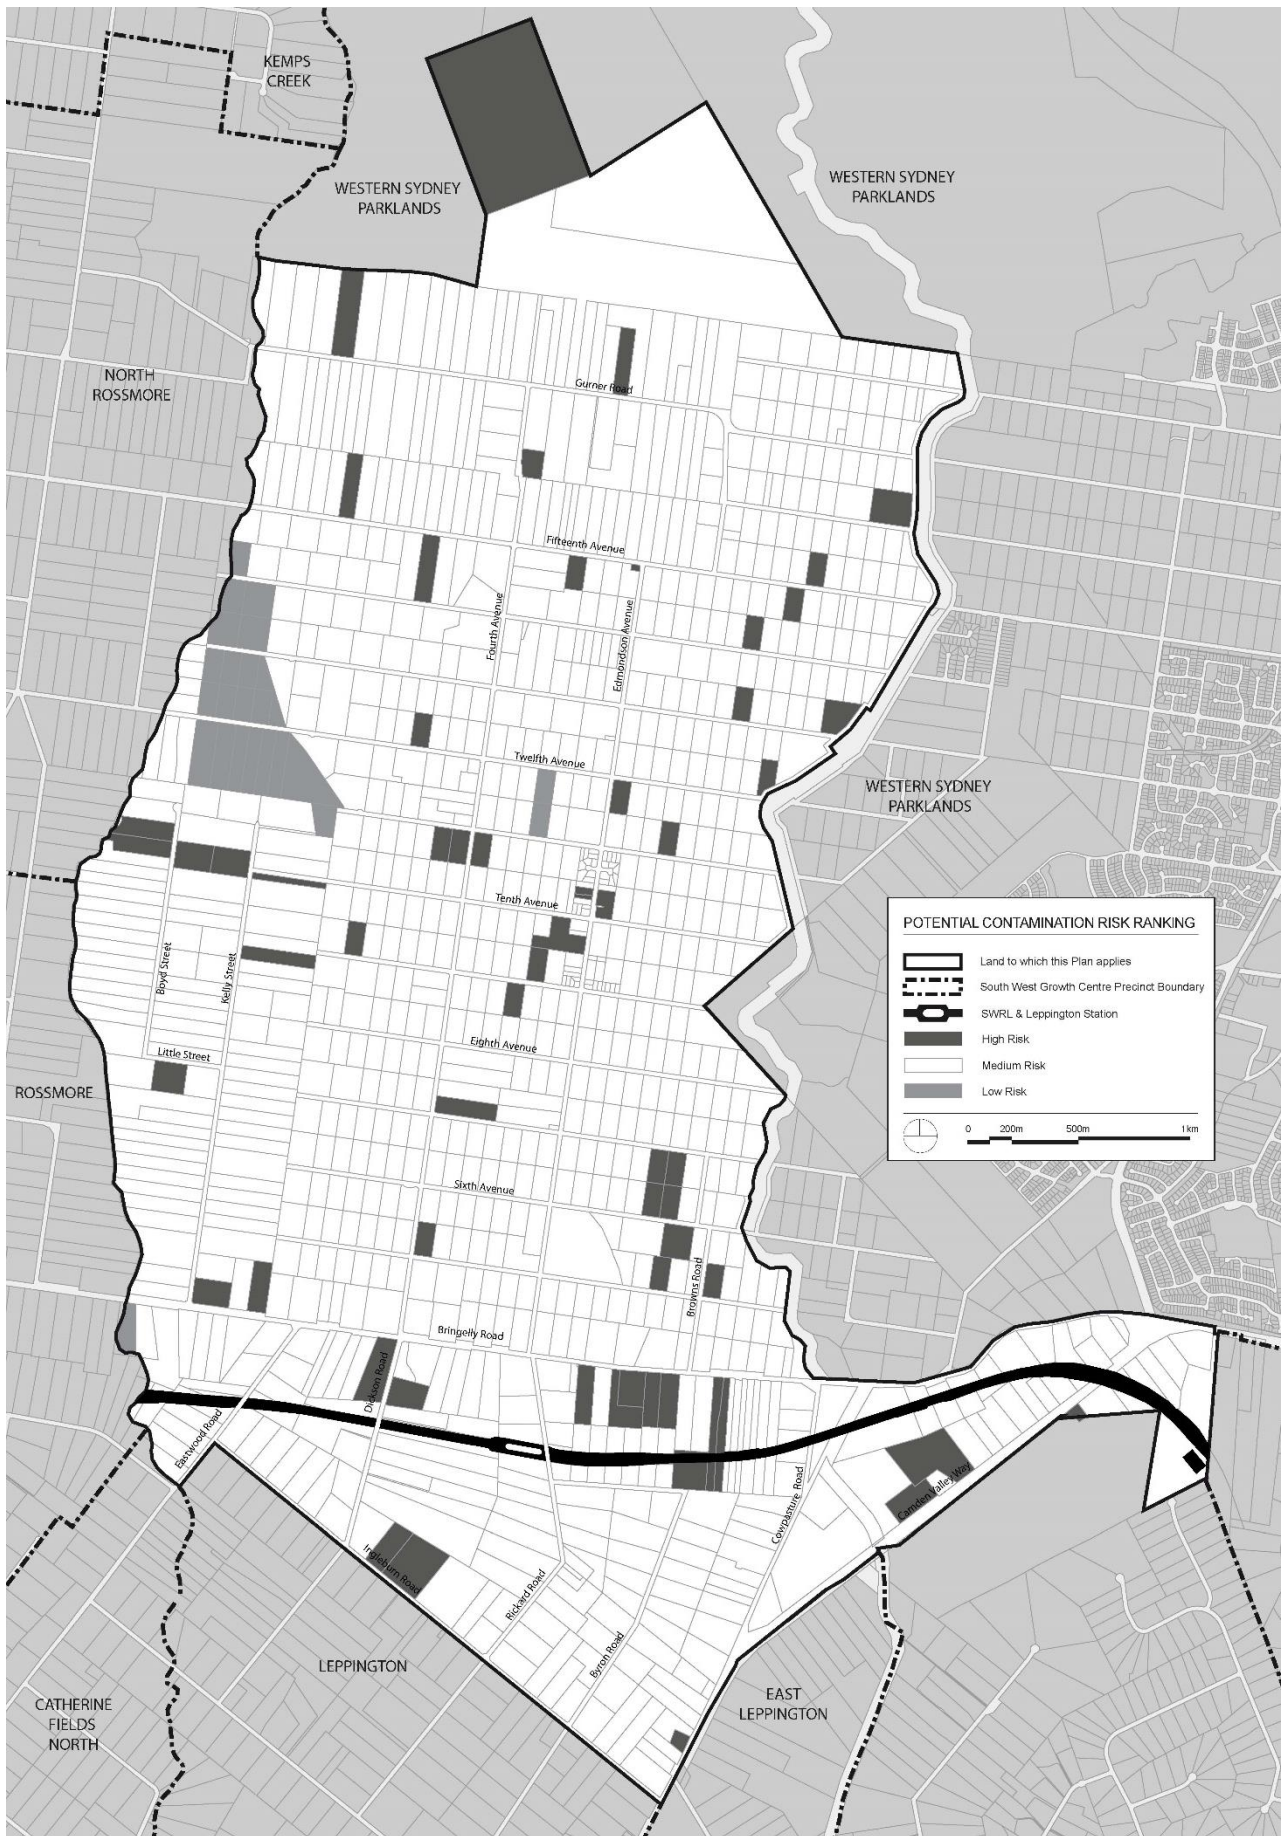 KEMPS
CREEK
WESTERN SYDNEY
PARKLANDS
WESTERN SYDNEY
PARKLANDS
NORTH
ROSSMORE
Gurner Road
Fifteenth Avenue
Fourth Avenue
Edmondson Avenue
Twelfth Avenue
WESTERN SYDNEY
PARKLANDS
Tenth Avenue
Boyd Street
Kelly Street
Little Street
Eighth Avenue
ROSSMORE
Sixth Avenue
Browns Road
Bringelly Road
Dickson Road
Eastwood Road
Cowpasture Road
Camden Valley Way
Ingleburn Road
Rickard Road
Byron Road
LEPPINGTON
EAST
LEPPINGTON
CATHERINE
FIELDS
NORTH
POTENTIAL CONTAMINATION RISK RANKING
Land to which this Plan applies
South West Growth Centre Precinct Boundary
SWRL & Leppington Station
High Risk
Medium Risk
Low Risk
0 200m 500m 1km